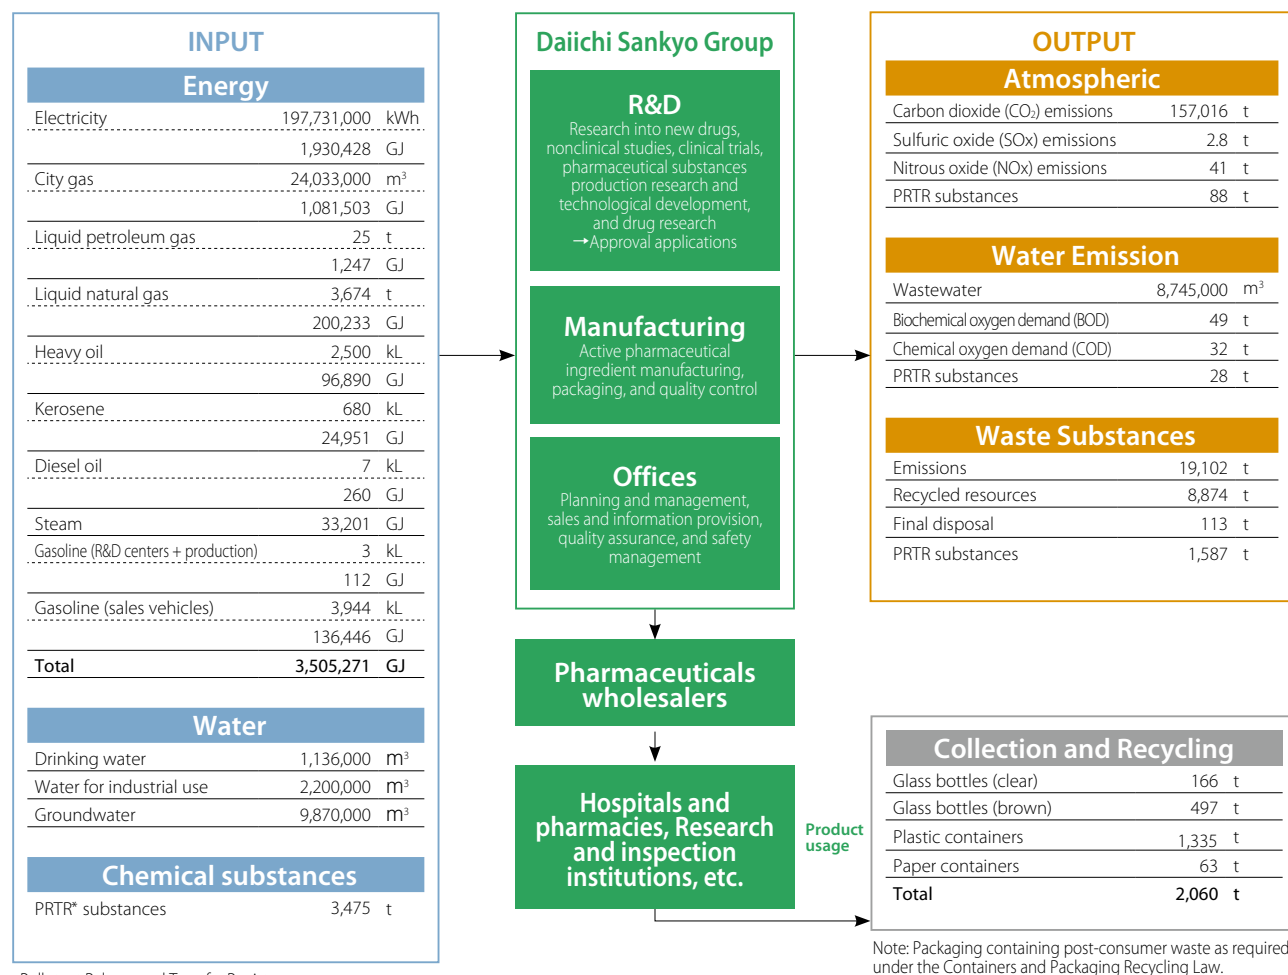 INPUT
Energy
Electricity 197,731,000 kWh
1,930,428 GJ
City gas 24,033,000 m³
1,081,503 GJ
Liquid petroleum gas 25 t
1,247 GJ
Liquid natural gas 3,674 t
200,233 GJ
Heavy oil 2,500 kL
96,890 GJ
Kerosene 680 kL
24,951 GJ
Diesel oil 7 kL
260 GJ
Steam 33,201 GJ
Gasoline (R&D centers + production) 3 kL
112 GJ
Gasoline (sales vehicles) 3,944 kL
136,446 GJ
Total 3,505,271 GJ
Water
Drinking water 1,136,000 m³
Water for industrial use 2,200,000 m³
Groundwater 9,870,000 m³
Chemical substances
PRTR* substances 3,475 t
Daiichi Sankyo Group
R&D
Research into new drugs,
nonclinical studies, clinical trials,
pharmaceutical substances
production research and
technological development,
and drug research
→Approval applications
Manufacturing
Active pharmaceutical
ingredient manufacturing,
packaging, and quality control
Offices
Planning and management,
sales and information provision,
quality assurance, and safety
management
Pharmaceuticals
wholesalers
Hospitals and
pharmacies, Research
and inspection
institutions, etc.
Product
usage
OUTPUT
Atmospheric
Carbon dioxide (CO₂) emissions 157,016 t
Sulfuric oxide (SOx) emissions 2.8 t
Nitrous oxide (NOx) emissions 41 t
PRTR substances 88 t
Water Emission
Wastewater 8,745,000 m³
Biochemical oxygen demand (BOD) 49 t
Chemical oxygen demand (COD) 32 t
PRTR substances 28 t
Waste Substances
Emissions 19,102 t
Recycled resources 8,874 t
Final disposal 113 t
PRTR substances 1,587 t
Collection and Recycling
Glass bottles (clear) 166 t
Glass bottles (brown) 497 t
Plastic containers 1,335 t
Paper containers 63 t
Total 2,060 t
Note: Packaging containing post-consumer waste as required
under the Containers and Packaging Recycling Law.